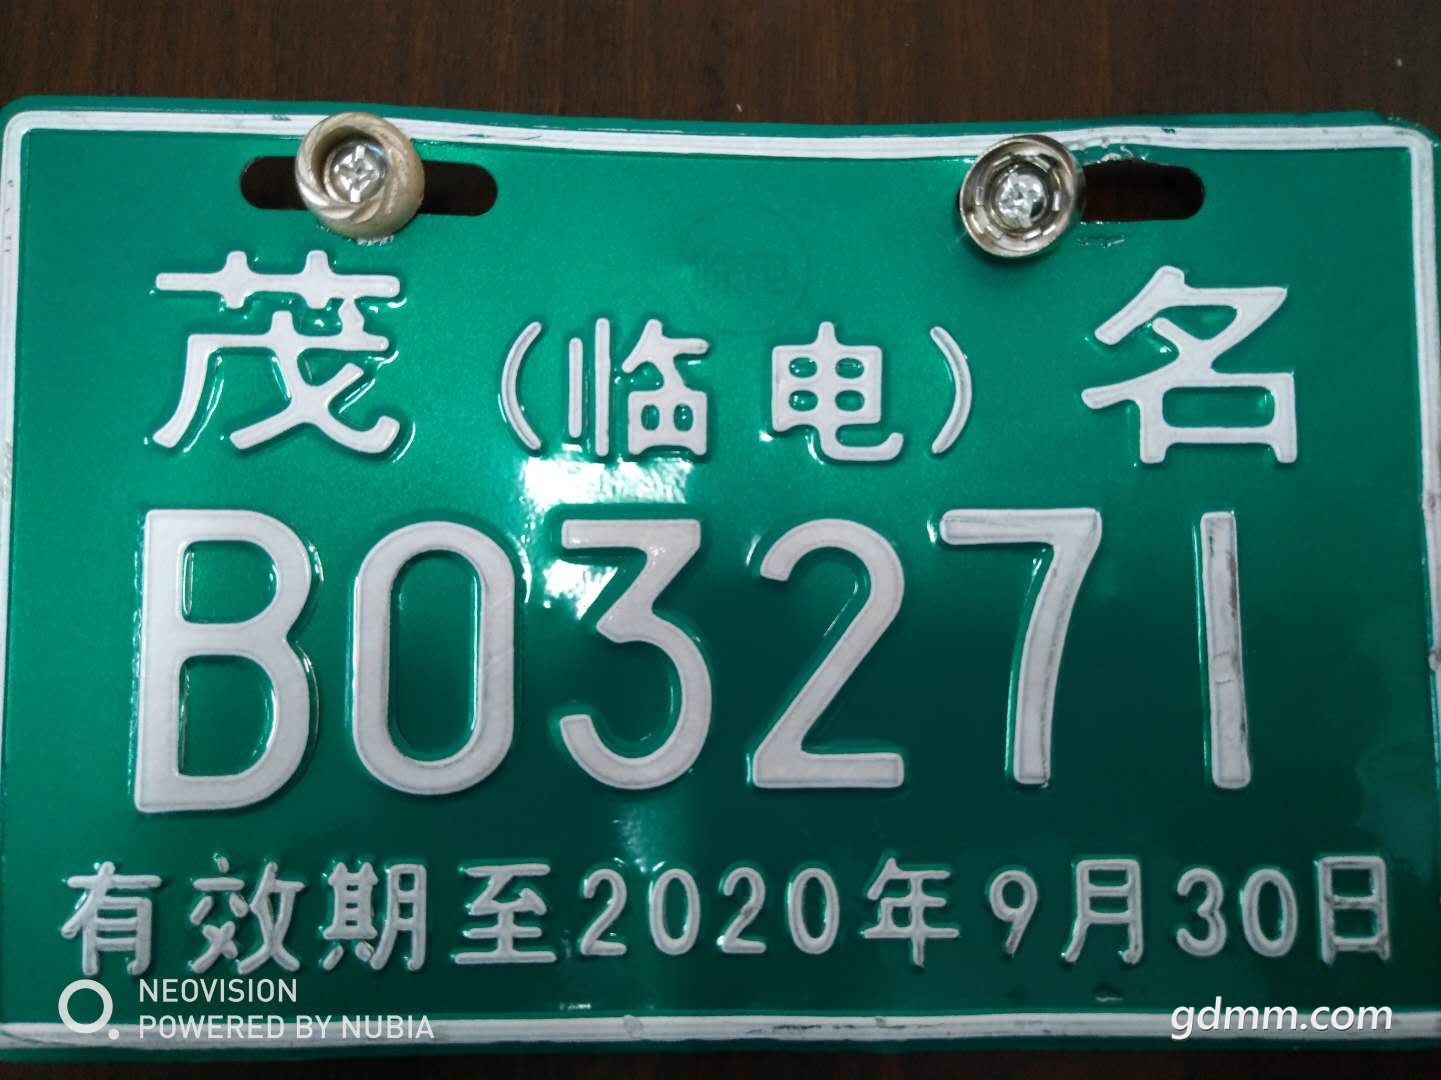 茂（临电）名
B03271
有效期至2020年9月30日
NEOVISION
POWERED BY NUBIA
gdmm.com